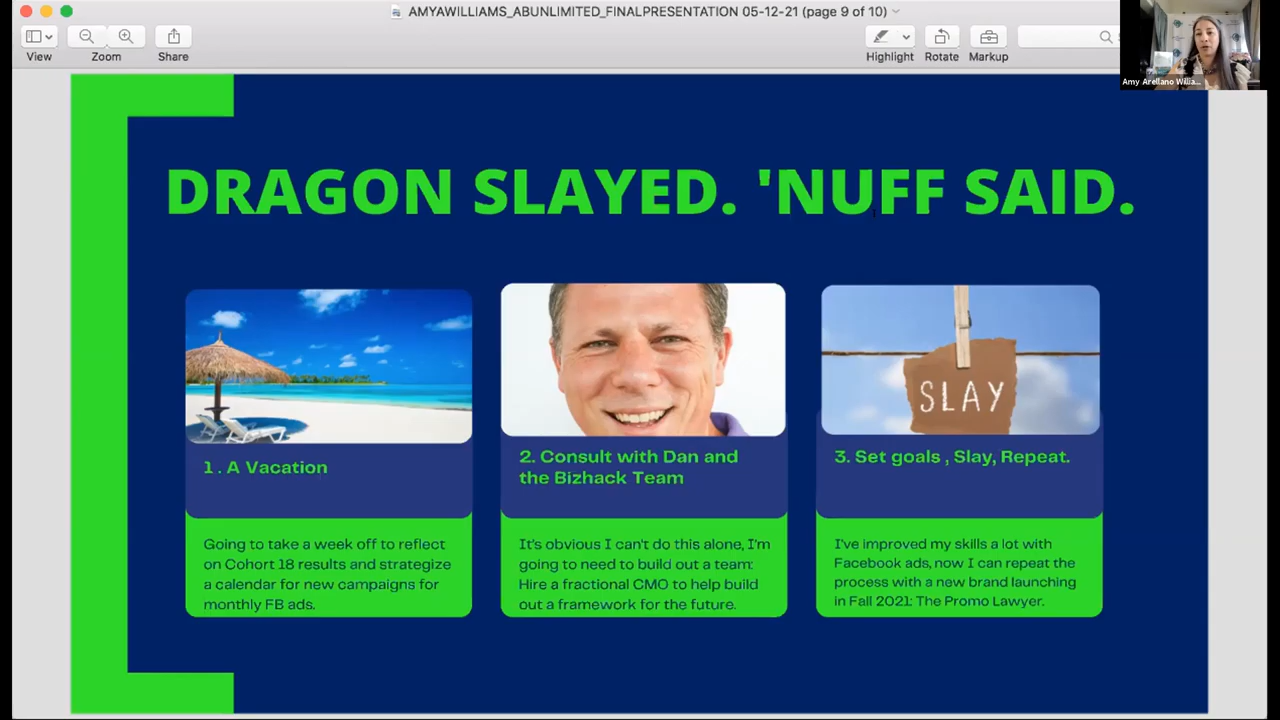 AMYAWILLIAMS_ABUNLIMITED_FINALPRESENTATION 05-12-21 (page 9 of 10)
View
Zoom
Share
Highlight
Rotate
Markup
Amy Arellano Willia...
DRAGON SLAYED. 'NUFF SAID.
SLAY
1 . A Vacation
Going to take a week off to reflect
on Cohort 18 results and strategize
a calendar for new campaigns for
monthly FB ads.
2. Consult with Dan and
the Bizhack Team
It's obvious I can't do this alone, I'm
going to need to build out a team:
Hire a fractional CMO to help build
out a framework for the future.
3. Set goals , Slay, Repeat.
I've improved my skills a lot with
Facebook ads, now I can repeat the
process with a new brand launching
in Fall 2021: The Promo Lawyer.